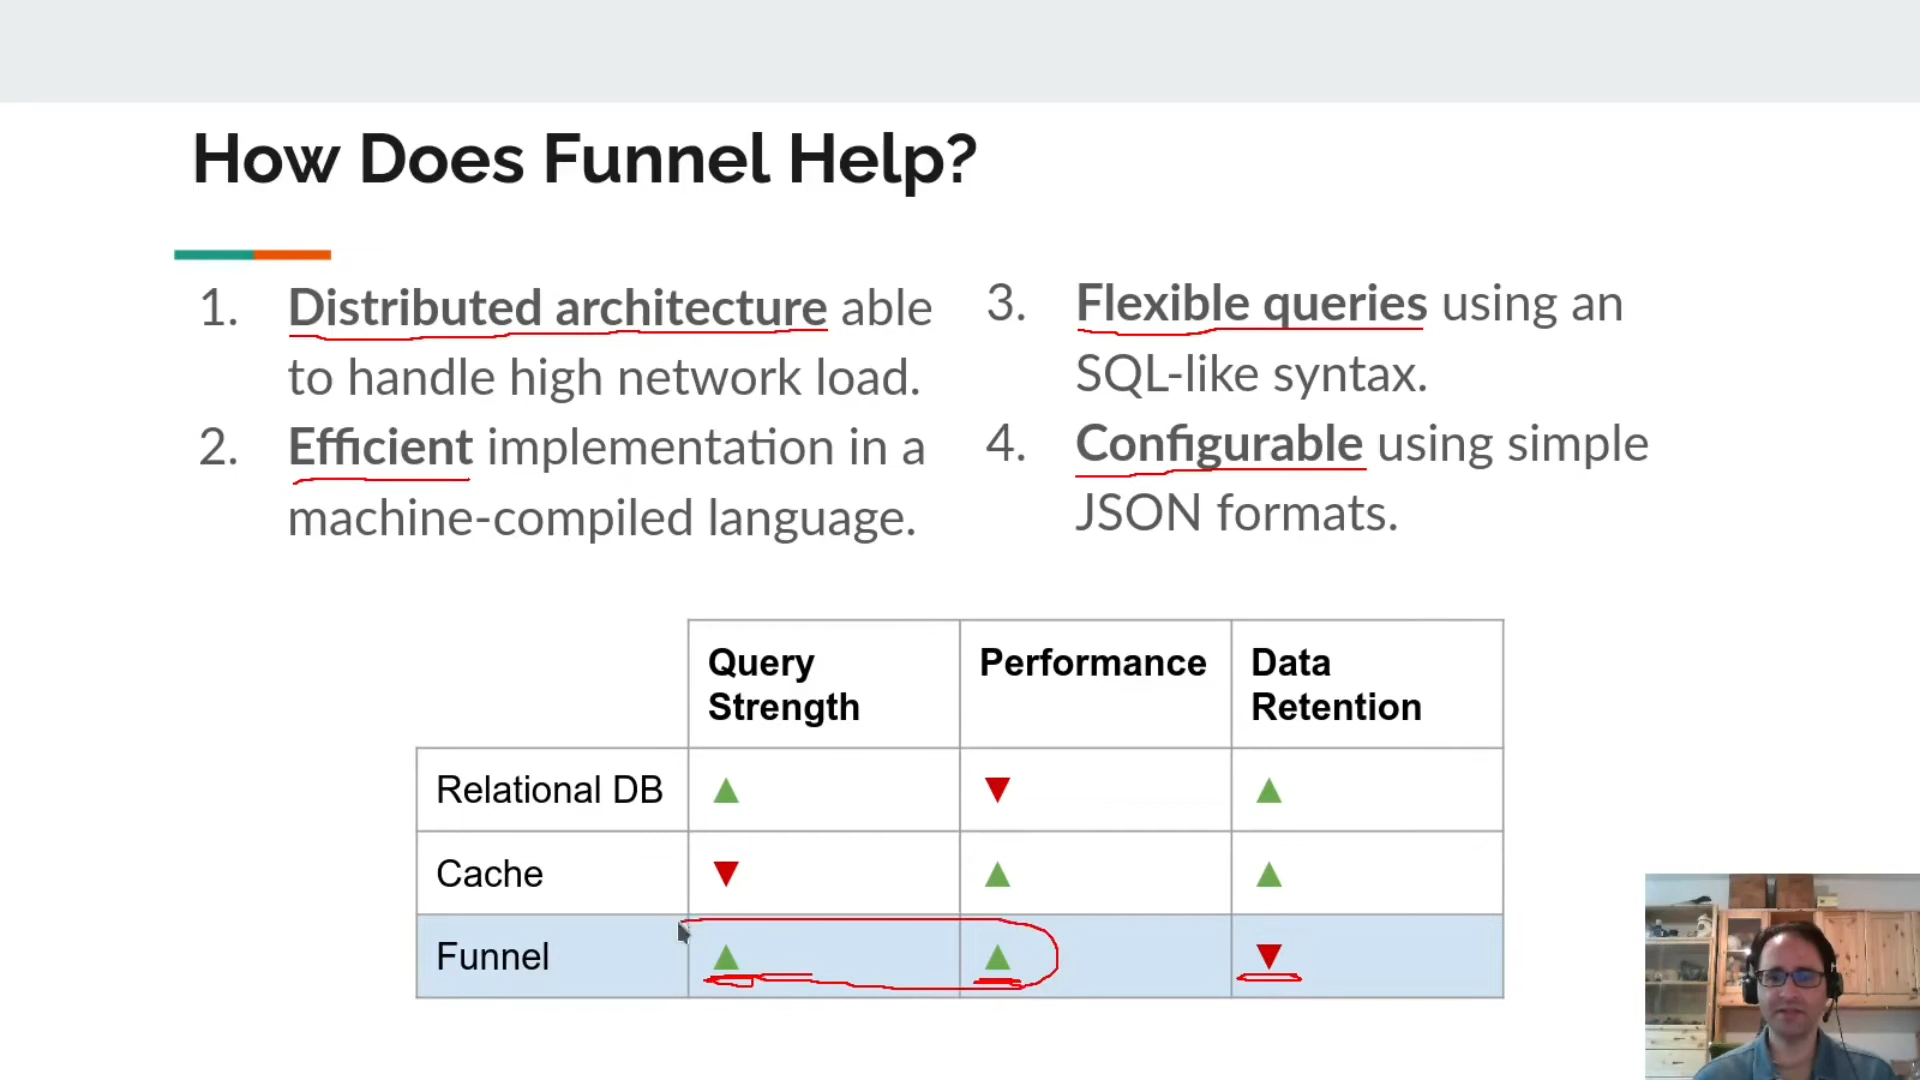 How Does Funnel Help?
1. Distributed architecture able
to handle high network load.
2. Efficient implementation in a
machine-compiled language.
3. Flexible queries using an
SQL-like syntax.
4. Configurable using simple
JSON formats.
Query
Strength
Performance
Data
Retention
Relational DB ▲ ▼ ▲
Cache ▼ ▲ ▲
Funnel ▲ ▲ ▼